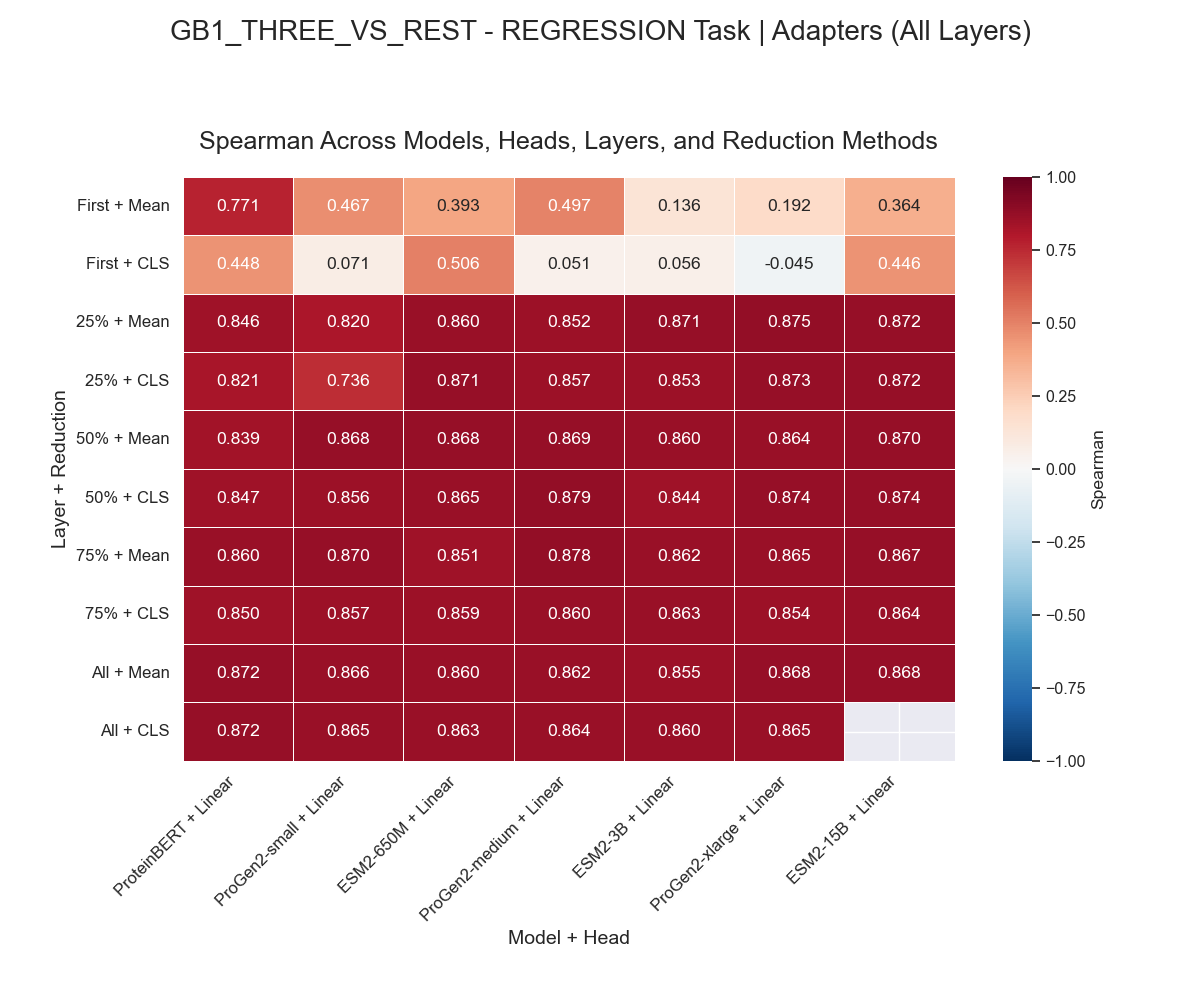 GB1_THREE_VS_REST - REGRESSION Task | Adapters (All Layers)
Spearman Across Models, Heads, Layers, and Reduction Methods
Layer + Reduction
First + Mean 0.771 0.467 0.393 0.497 0.136 0.192 0.364
First + CLS 0.448 0.071 0.506 0.051 0.056 -0.045 0.446
25% + Mean 0.846 0.820 0.860 0.852 0.871 0.875 0.872
25% + CLS 0.821 0.736 0.871 0.857 0.853 0.873 0.872
50% + Mean 0.839 0.868 0.868 0.869 0.860 0.864 0.870
50% + CLS 0.847 0.856 0.865 0.879 0.844 0.874 0.874
75% + Mean 0.860 0.870 0.851 0.878 0.862 0.865 0.867
75% + CLS 0.850 0.857 0.859 0.860 0.863 0.854 0.864
All + Mean 0.872 0.866 0.860 0.862 0.855 0.868 0.868
All + CLS 0.872 0.865 0.863 0.864 0.860 0.865
ProteinBERT + Linear
ProGen2-small + Linear
ESM2-650M + Linear
ProGen2-medium + Linear
ESM2-3B + Linear
ProGen2-xlarge + Linear
ESM2-15B + Linear
Model + Head
1.00
0.75
0.50
0.25
0.00
−0.25
−0.50
−0.75
−1.00
Spearman